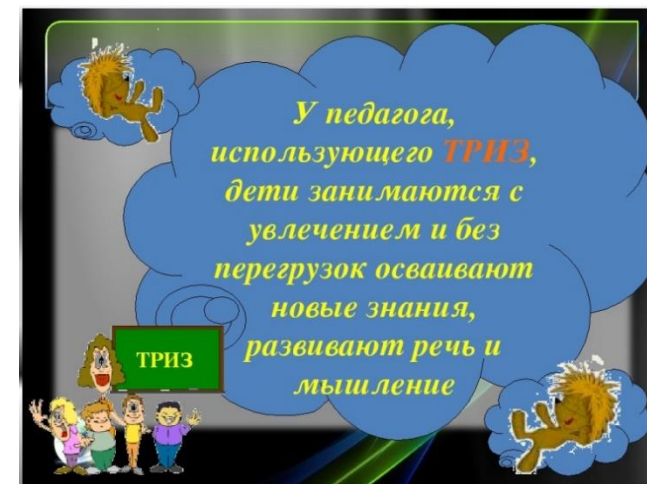 У педагога,
использующего ТРИЗ,
дети занимаются с
увлечением и без
перегрузок осваивают
новые знания,
развивают речь и
мышление
ТРИЗ